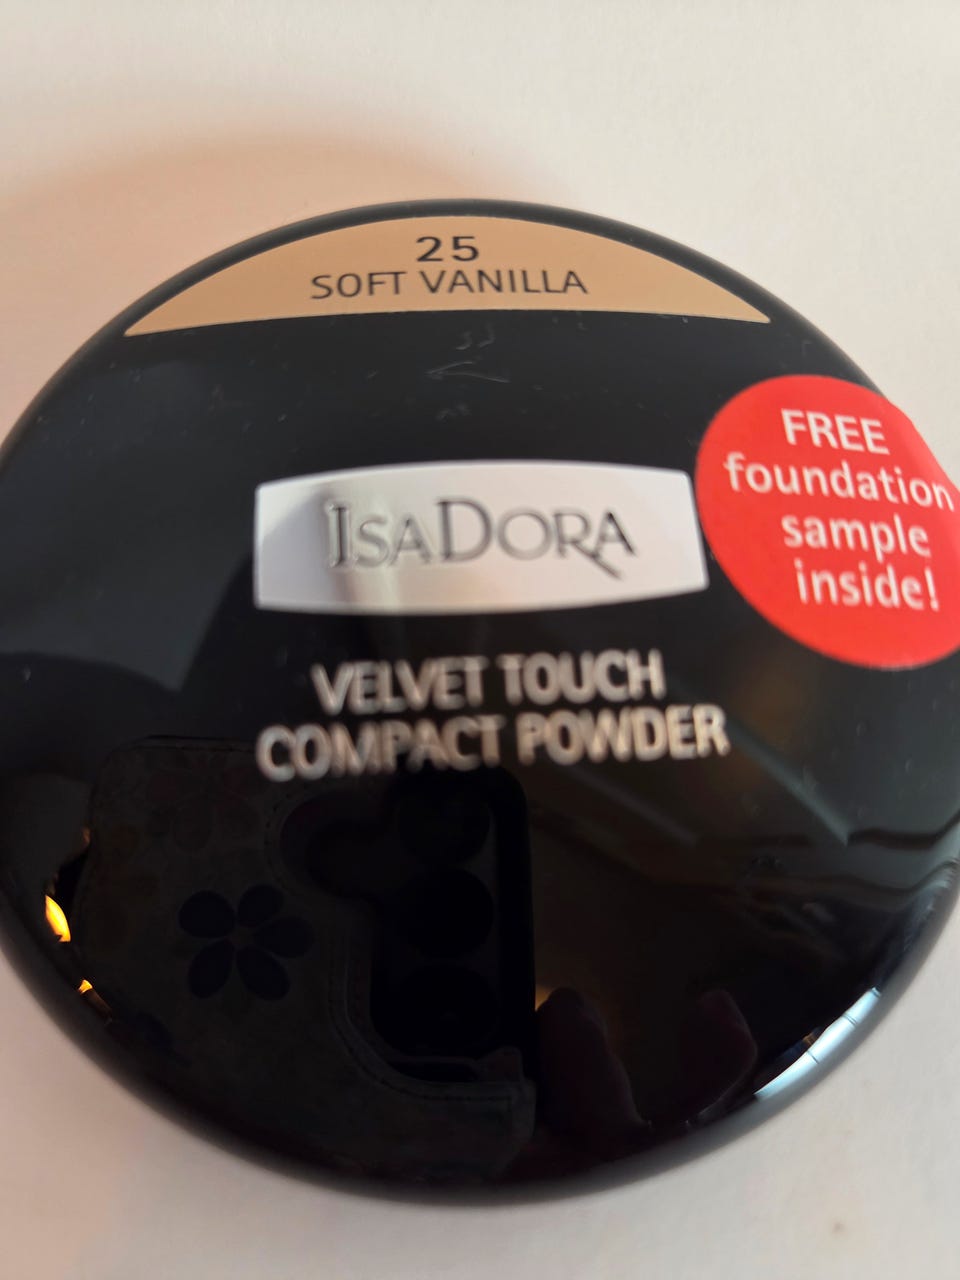 25
SOFT VANILLA
FREE
foundation
sample
inside!
ISADORA
VELVET TOUCH
COMPACT POWDER